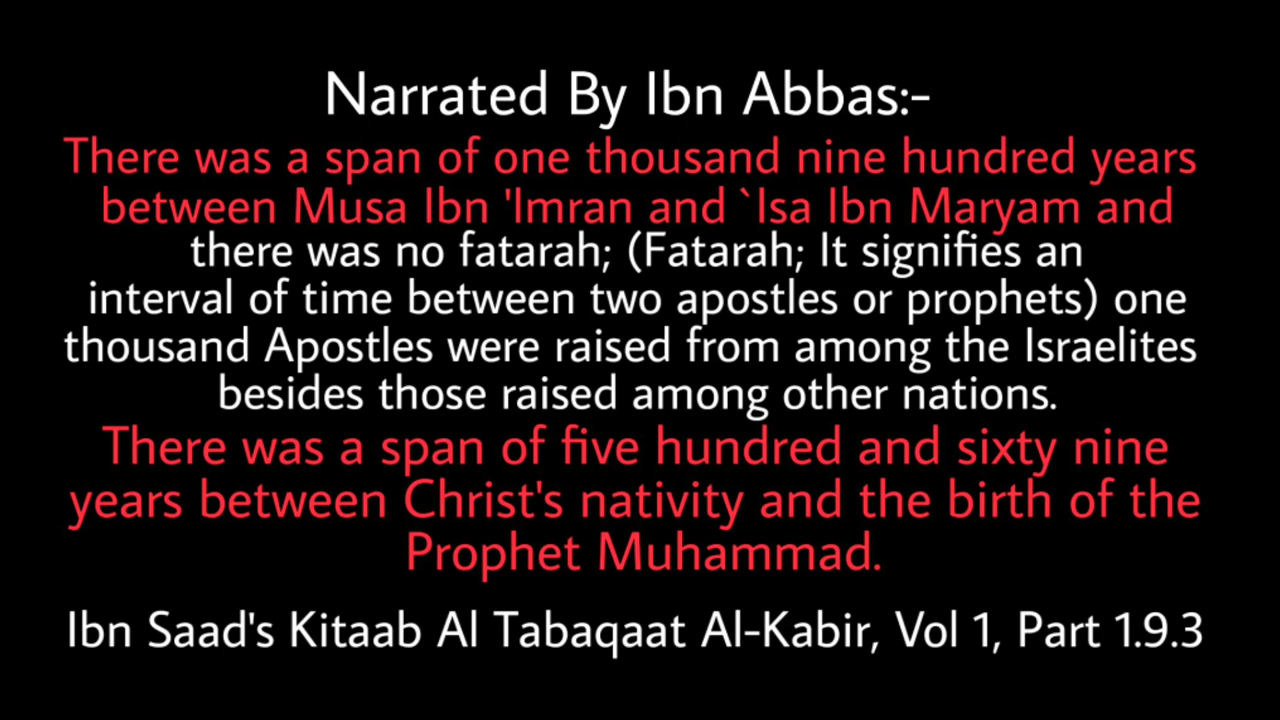 Narrated By Ibn Abbas:-
There was a span of one thousand nine hundred years
between Musa Ibn 'Imran and `Isa Ibn Maryam and
there was no fatarah; (Fatarah; It signifies an
interval of time between two apostles or prophets) one
thousand Apostles were raised from among the Israelites
besides those raised among other nations.
There was a span of five hundred and sixty nine
years between Christ's nativity and the birth of the
Prophet Muhammad.
Ibn Saad's Kitaab Al Tabaqaat Al-Kabir, Vol 1, Part 1.9.3